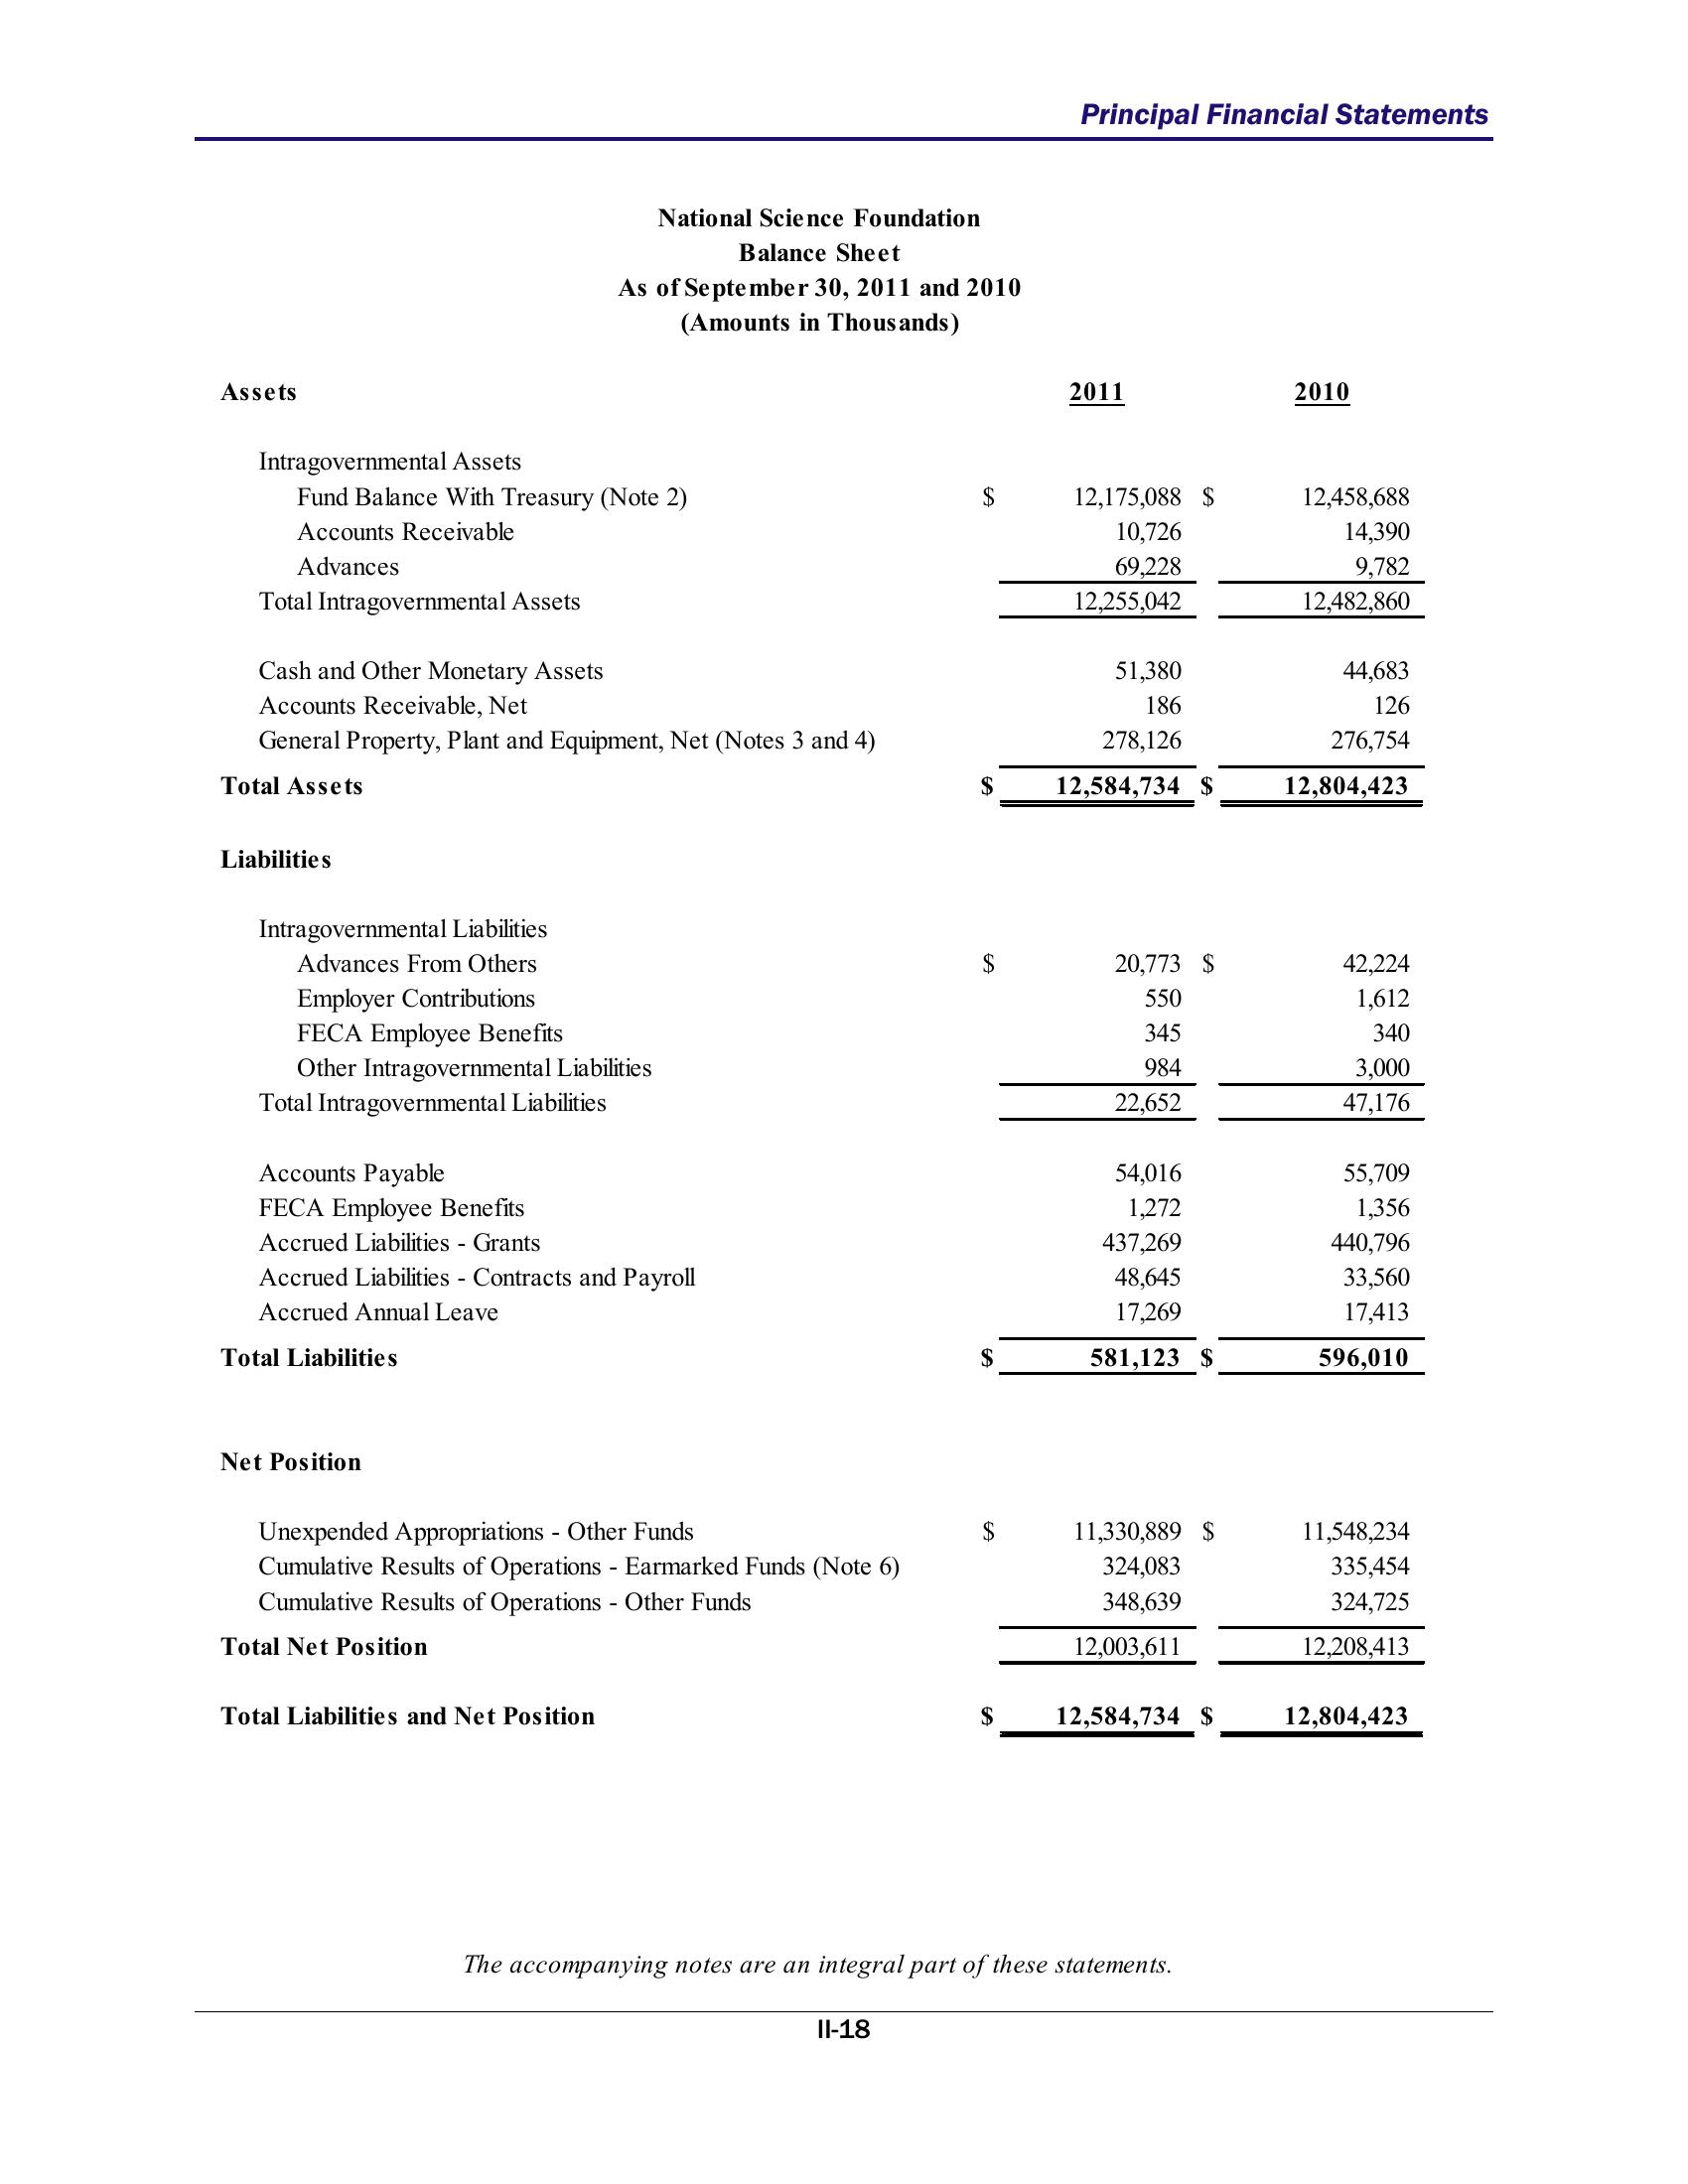 Principal Financial Statements
National Science Foundation
Balance Sheet
As of September 30, 2011 and 2010
(Amounts in Thousands)
Assets 2011 2010
Intragovernmental Assets
Fund Balance With Treasury (Note 2) $ 12,175,088 $ 12,458,688
Accounts Receivable 10,726 14,390
Advances 69,228 9,782
Total Intragovernmental Assets 12,255,042 12,482,860
Cash and Other Monetary Assets 51,380 44,683
Accounts Receivable, Net 186 126
General Property, Plant and Equipment, Net (Notes 3 and 4) 278,126 276,754
Total Assets $ 12,584,734 $ 12,804,423
Liabilities
Intragovernmental Liabilities
Advances From Others $ 20,773 $ 42,224
Employer Contributions 550 1,612
FECA Employee Benefits 345 340
Other Intragovernmental Liabilities 984 3,000
Total Intragovernmental Liabilities 22,652 47,176
Accounts Payable 54,016 55,709
FECA Employee Benefits 1,272 1,356
Accrued Liabilities - Grants 437,269 440,796
Accrued Liabilities - Contracts and Payroll 48,645 33,560
Accrued Annual Leave 17,269 17,413
Total Liabilities $ 581,123 $ 596,010
Net Position
Unexpended Appropriations - Other Funds $ 11,330,889 $ 11,548,234
Cumulative Results of Operations - Earmarked Funds (Note 6) 324,083 335,454
Cumulative Results of Operations - Other Funds 348,639 324,725
Total Net Position 12,003,611 12,208,413
Total Liabilities and Net Position $ 12,584,734 $ 12,804,423
The accompanying notes are an integral part of these statements.
II-18